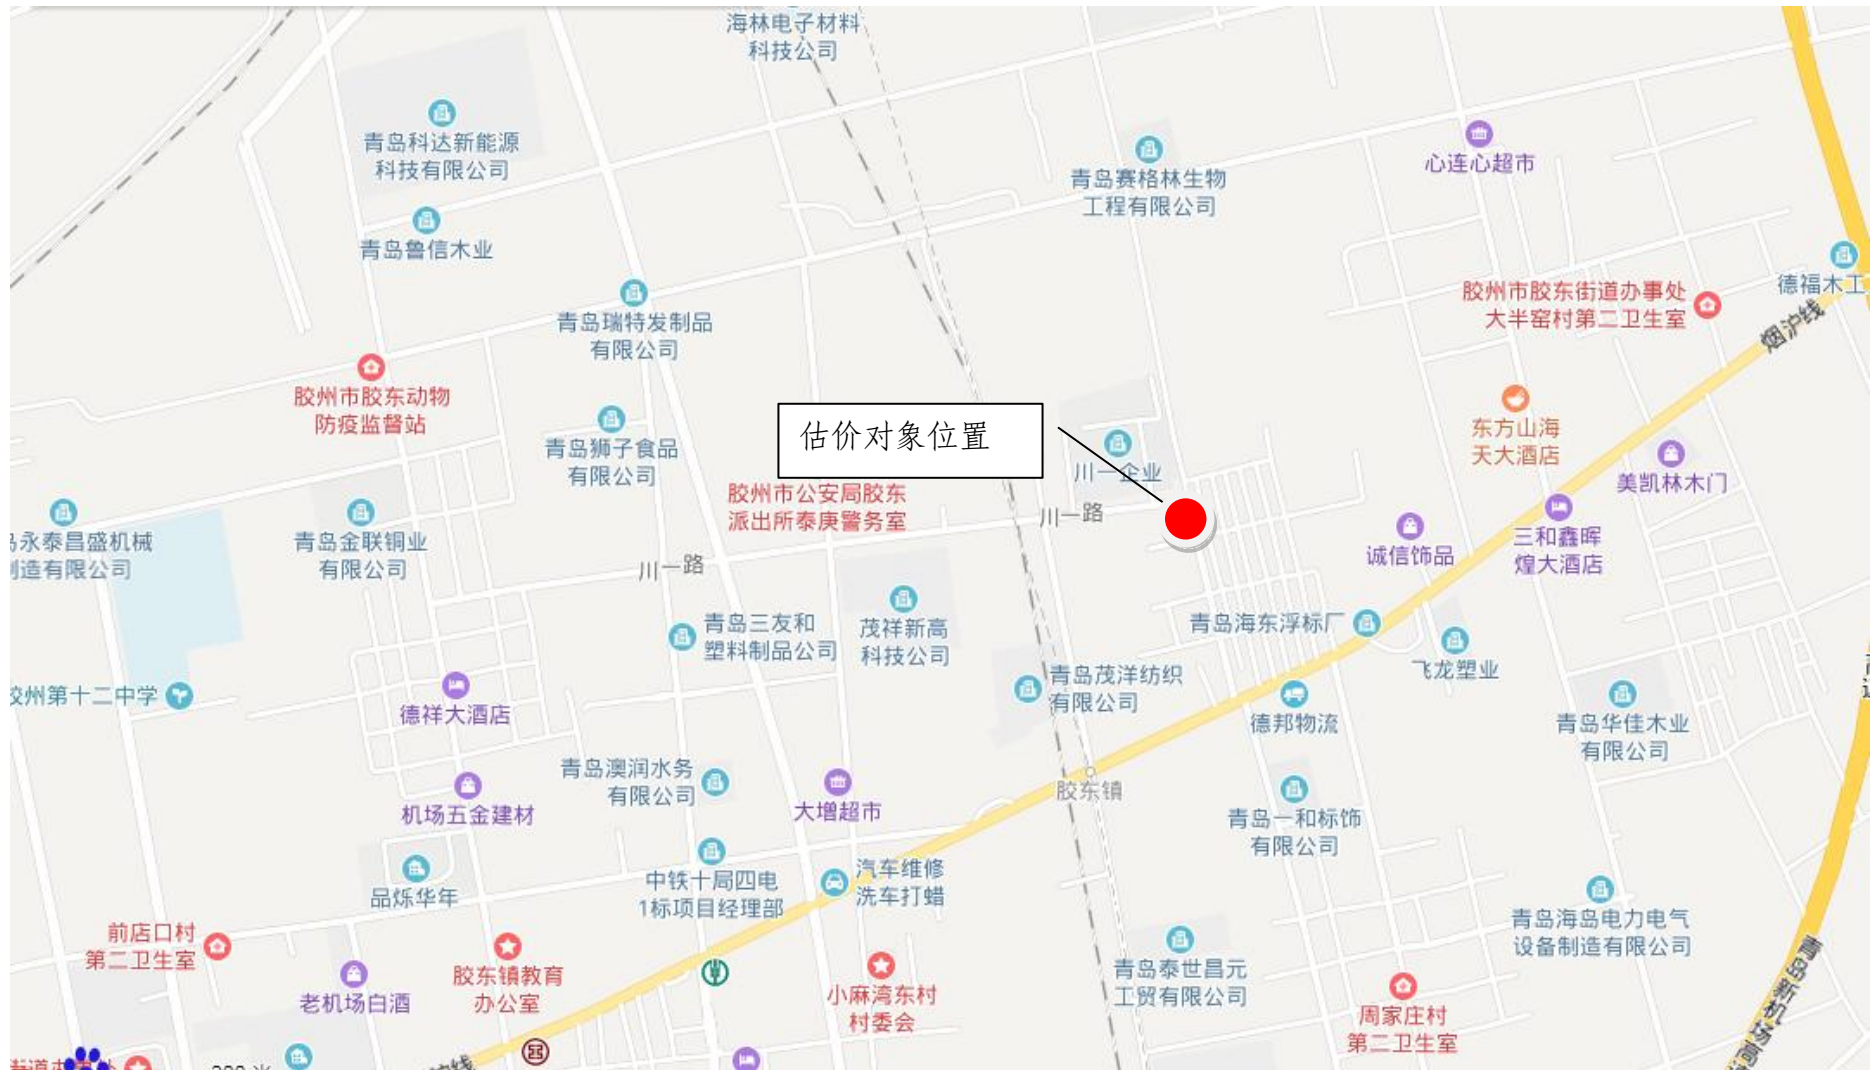 海林电子材料
科技公司
青岛科达新能源
科技有限公司
青岛赛格林生物
工程有限公司
心连心超市
青岛鲁信木业
德福木工
胶州市胶东街道办事处
大半窑村第二卫生室
烟沪线
青岛瑞特发制品
有限公司
胶州市胶东动物
防疫监督站
东方山海
天大酒店
估价对象位置
青岛狮子食品
有限公司
川一企业
美凯林木门
胶州市公安局胶东
派出所泰庚警务室
川一路
永泰昌盛机械
造有限公司
青岛金联铜业
有限公司
川一路
诚信饰品
三和鑫晖
煌大酒店
青岛三友和
塑料制品公司
茂祥新高
科技公司
青岛海东浮标厂
飞龙塑业
州第十二中学
德祥大酒店
青岛茂洋纺织
有限公司
德邦物流
青岛华佳木业
有限公司
青岛澳润水务
有限公司
大增超市
胶东镇
机场五金建材
青岛一和标饰
有限公司
品烁华年
中铁十局四电
1标项目经理部
汽车维修
洗车打蜡
前店口村
第二卫生室
老机场白酒
胶东镇教育
办公室
小麻湾东村
村委会
青岛泰世昌元
工贸有限公司
青岛海岛电力电气
设备制造有限公司
周家庄村
第二卫生室
青岛新机场高